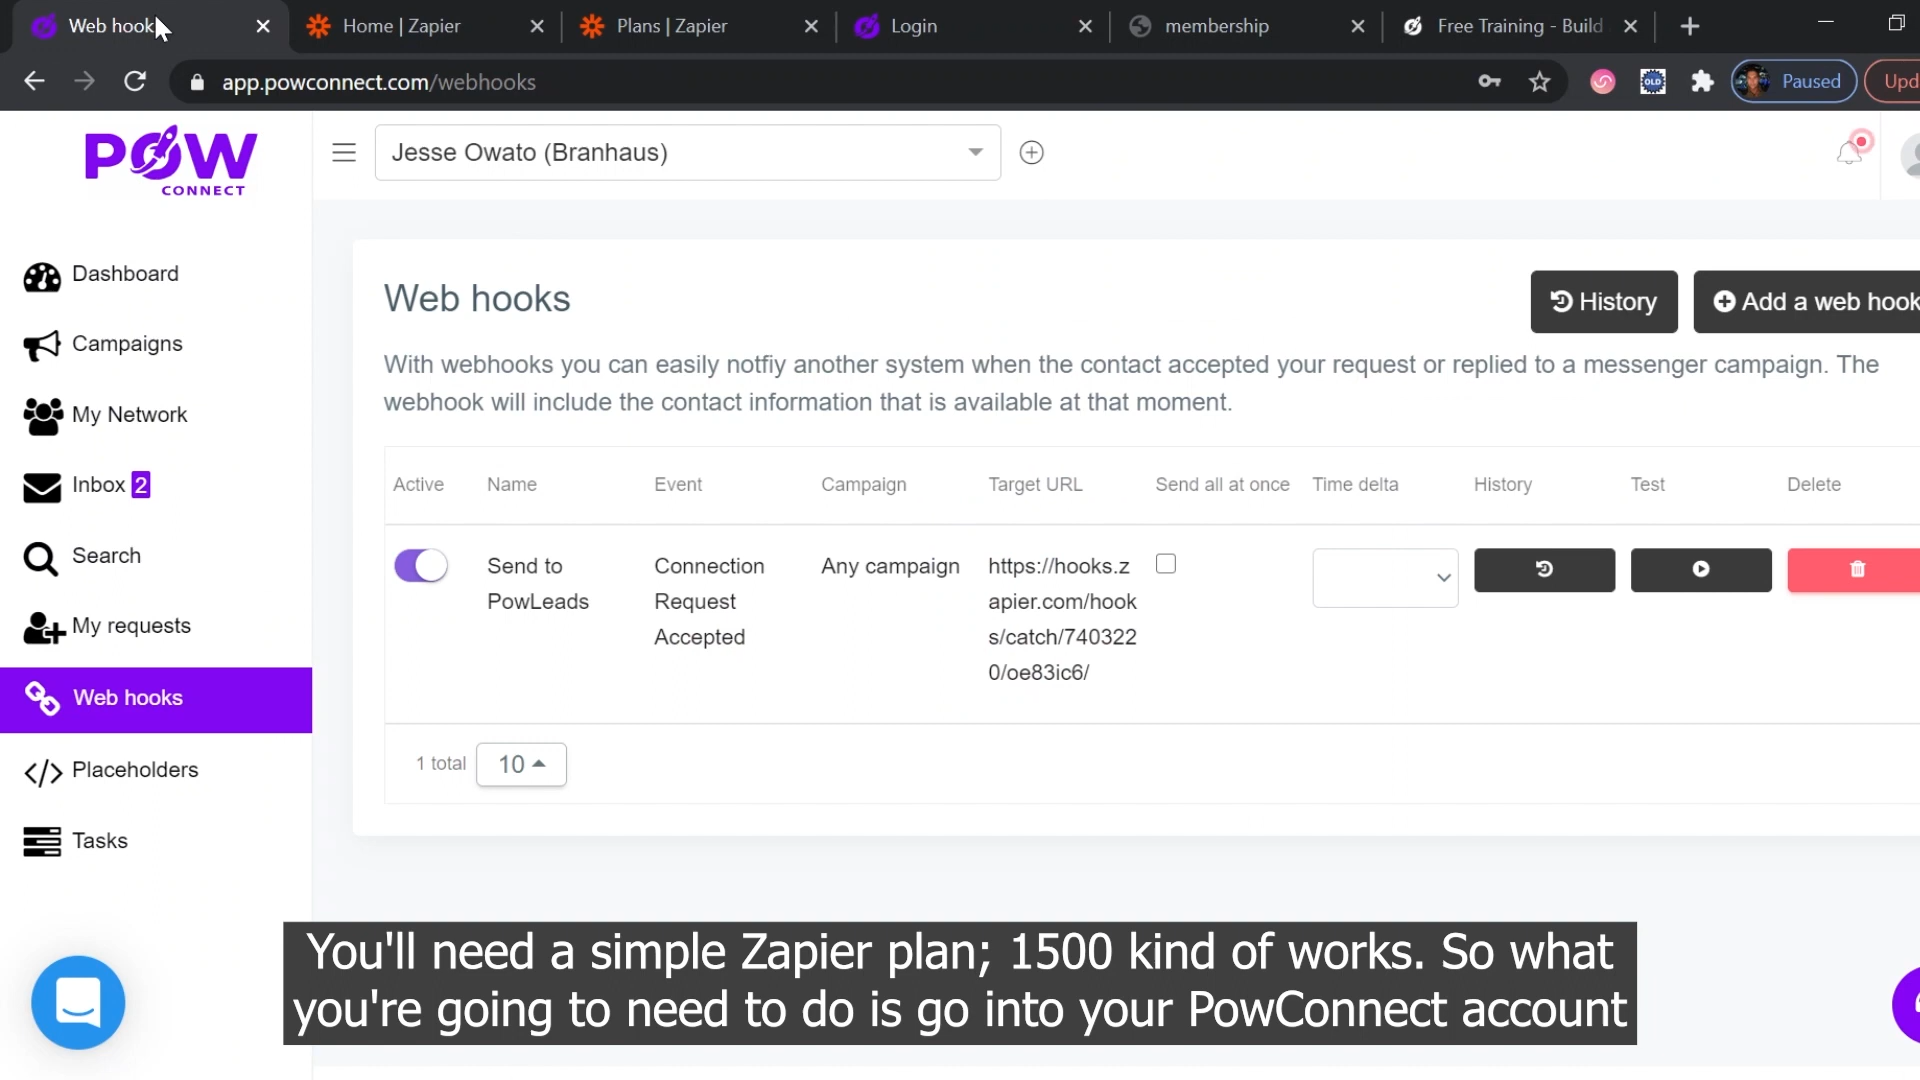 Web hook
Home | Zapier
Plans | Zapier
Login
membership
Free Training - Build
app.powconnect.com/webhooks
OLD
Paused
Upd
POW
CONNECT
Jesse Owato (Branhaus)
Dashboard
Campaigns
My Network
Inbox 2
Search
My requests
Web hooks
Placeholders
Tasks
Web hooks
History
Add a web hook
With webhooks you can easily notfiy another system when the contact accepted your request or replied to a messenger campaign. The
webhook will include the contact information that is available at that moment.
Active Name Event Campaign Target URL Send all at once Time delta History Test Delete
Send to Connection Any campaign https://hooks.z
PowLeads Request apier.com/hook
Accepted s/catch/740322
0/oe83ic6/
1 total 10
You'll need a simple Zapier plan; 1500 kind of works. So what
you're going to need to do is go into your PowConnect account